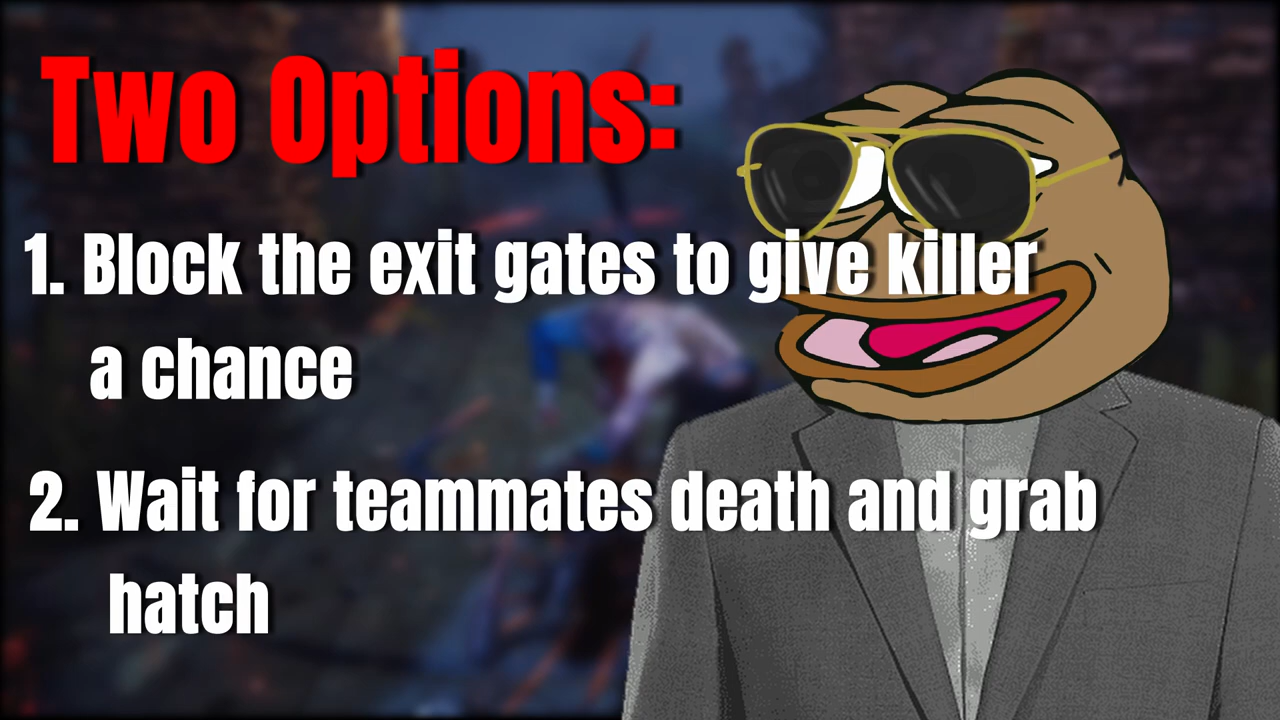 Two Options:
1. Block the exit gates to give killer
a chance
2. Wait for teammates death and grab
hatch